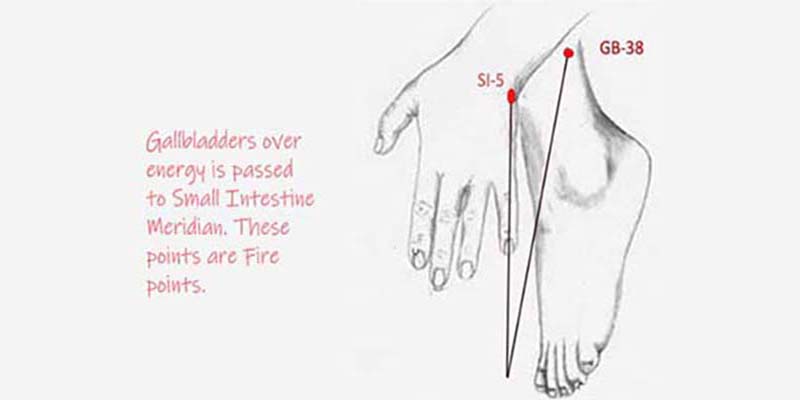 Gallbladders over
energy is passed
to Small Intestine
Meridian. These
points are Fire
points.
SI-5
GB-38